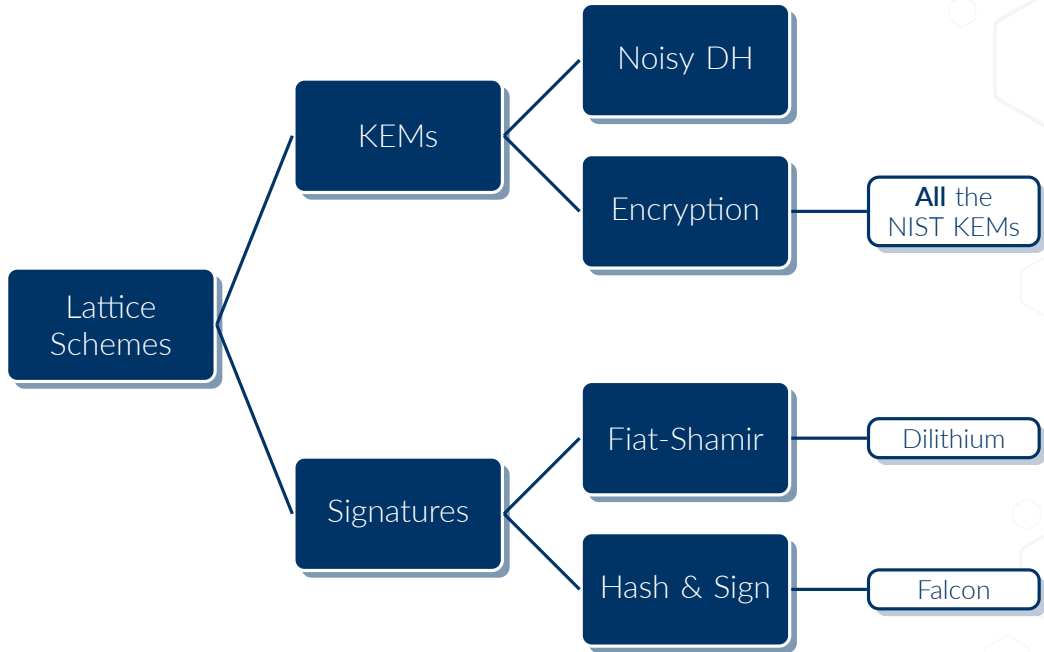 Noisy DH
KEMs
Encryption
All the
NIST KEMs
Lattice
Schemes
Fiat-Shamir
Dilithium
Signatures
Hash & Sign
Falcon